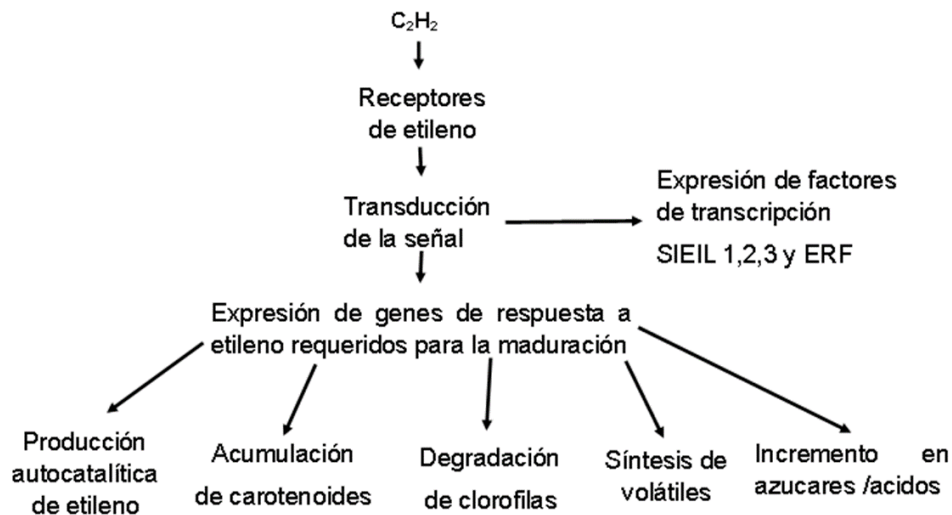 C₂H₂
Receptores
de etileno
Transducción
de la señal
Expresión de factores
de transcripción
SIEIL 1,2,3 y ERF
Expresión de genes de respuesta a
etileno requeridos para la maduración
Producción
autocatalítica
de etileno
Acumulación
de carotenoides
Degradación
de clorofilas
Síntesis de
volátiles
Incremento en
azucares /acidos